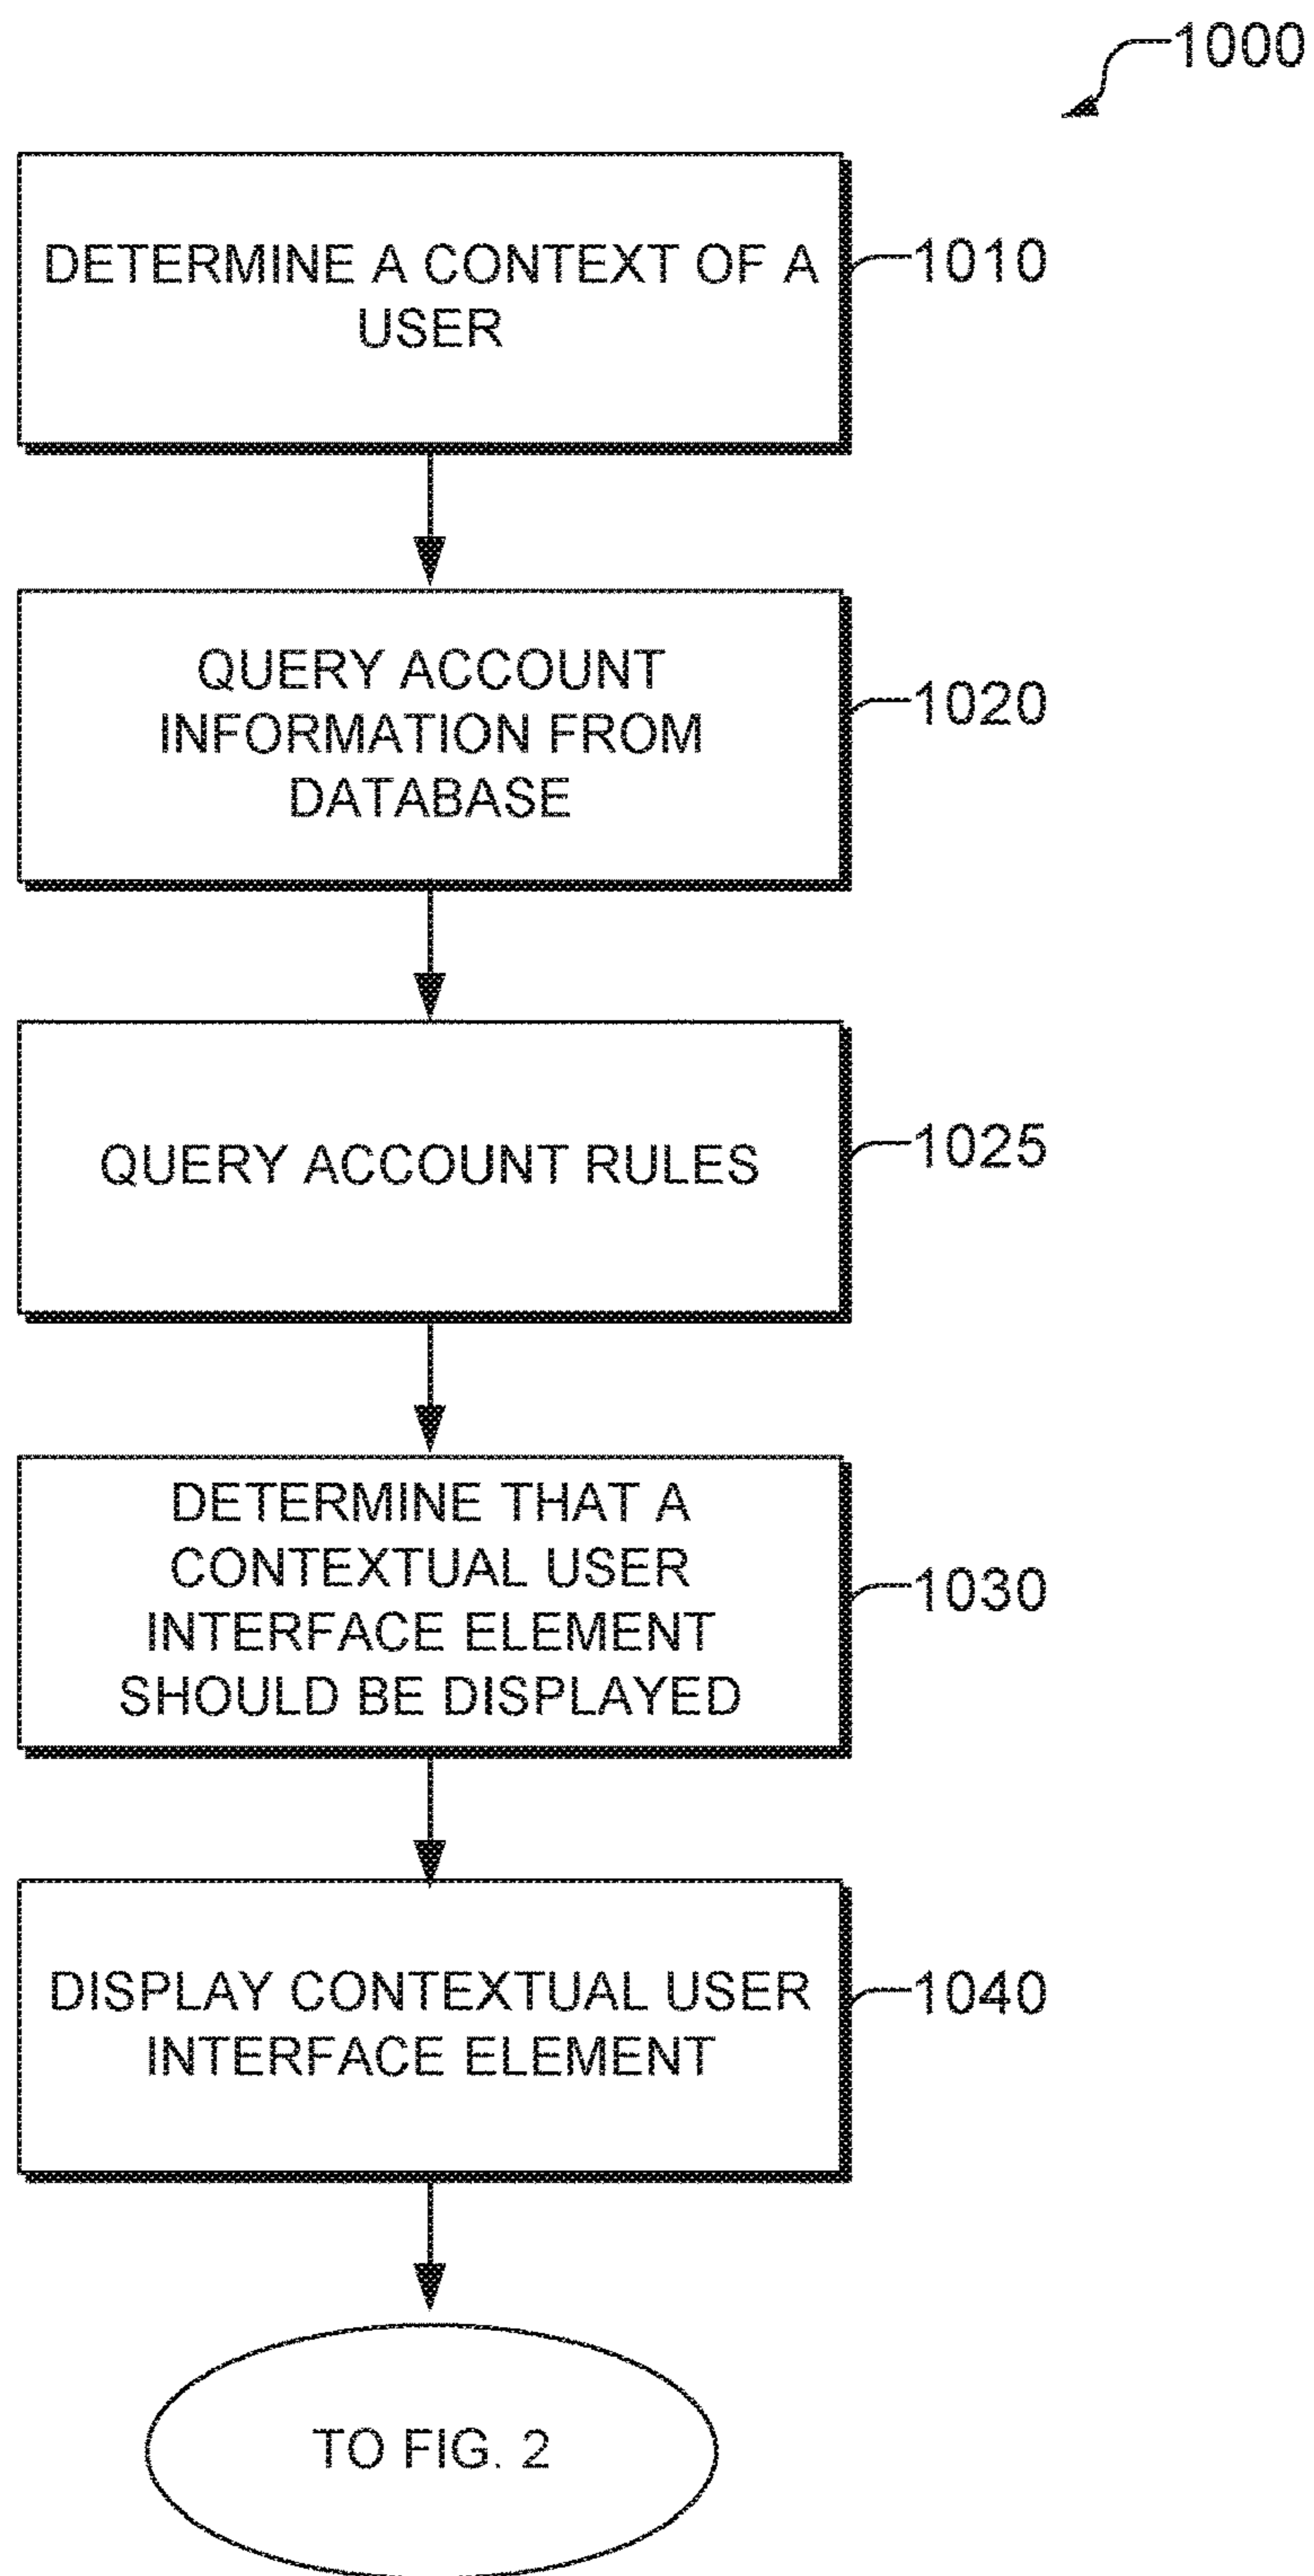 1000
DETERMINE A CONTEXT OF A
USER
1010
QUERY ACCOUNT
INFORMATION FROM
DATABASE
1020
QUERY ACCOUNT RULES
1025
DETERMINE THAT A
CONTEXTUAL USER
INTERFACE ELEMENT
SHOULD BE DISPLAYED
1030
DISPLAY CONTEXTUAL USER
INTERFACE ELEMENT
1040
TO FIG. 2